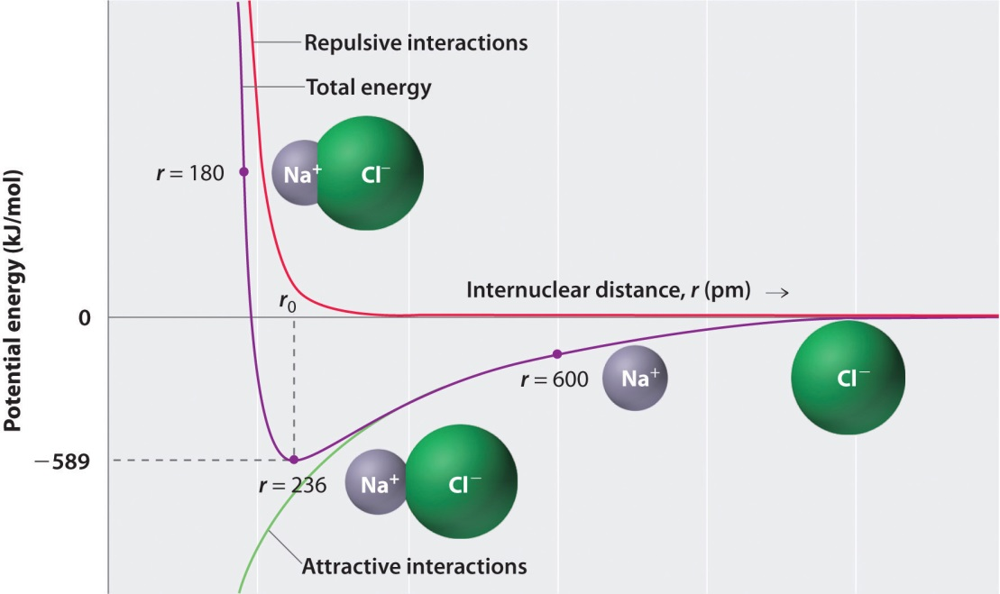 Repulsive interactions
Total energy
r = 180
Na⁺
Cl⁻
Potential energy (kJ/mol)
r₀
Internuclear distance, r (pm) →
0
r = 600
Na⁺
Cl⁻
−589
r = 236
Na⁺
Cl⁻
Attractive interactions